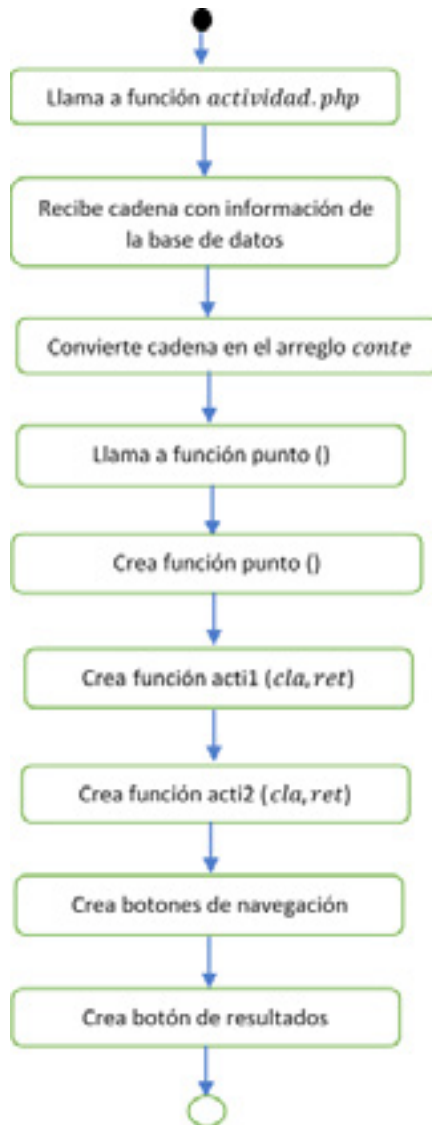 Llama a función actividad.php
Recibe cadena con información de
la base de datos
Convierte cadena en el arreglo conte
Llama a función punto ()
Crea función punto ()
Crea función acti1 (cla,ret)
Crea función acti2 (cla,ret)
Crea botones de navegación
Crea botón de resultados